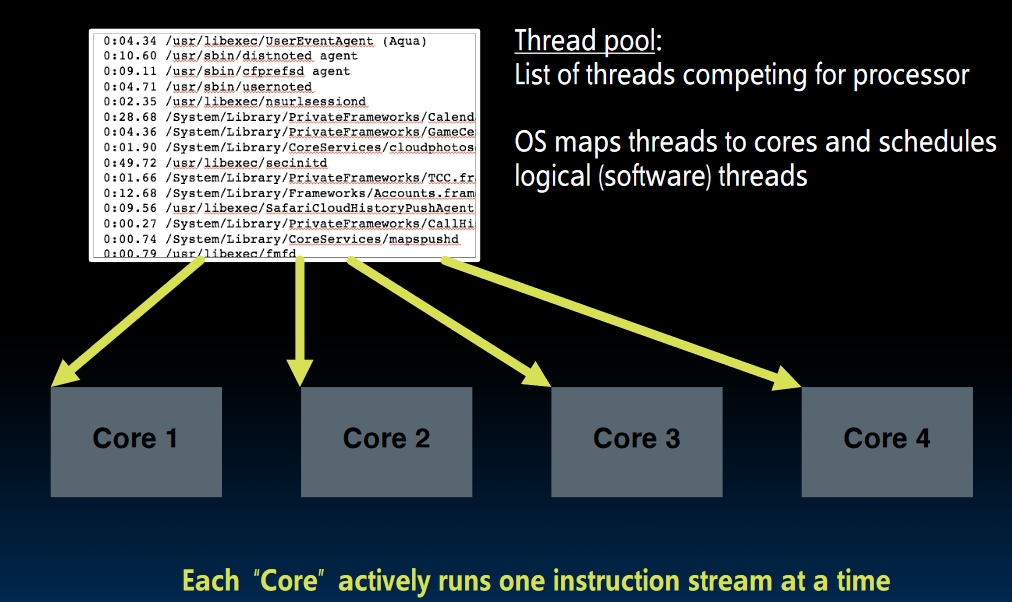 0:04.34 /usr/libexec/UserEventAgent (Aqua)
0:10.60 /usr/sbin/distnoted agent
0:09.11 /usr/sbin/cfprefsd agent
0:04.71 /usr/sbin/usernoted
0:02.35 /usr/libexec/nsurlsessiond
0:28.68 /System/Library/PrivateFrameworks/Calend
0:04.36 /System/Library/PrivateFrameworks/GameCe
0:01.90 /System/Library/CoreServices/cloudphotos
0:49.72 /usr/libexec/secinitd
0:01.66 /System/Library/PrivateFrameworks/TCC.fr
0:12.68 /System/Library/Frameworks/Accounts.fram
0:09.56 /usr/libexec/SafariCloudHistoryPushAgent
0:00.27 /System/Library/PrivateFrameworks/CallHi
0:00.74 /System/Library/CoreServices/mapspushd
0:00.79 /usr/libexec/fmfd
Thread pool:
List of threads competing for processor
OS maps threads to cores and schedules
logical (software) threads
Core 1
Core 2
Core 3
Core 4
Each "Core" actively runs one instruction stream at a time